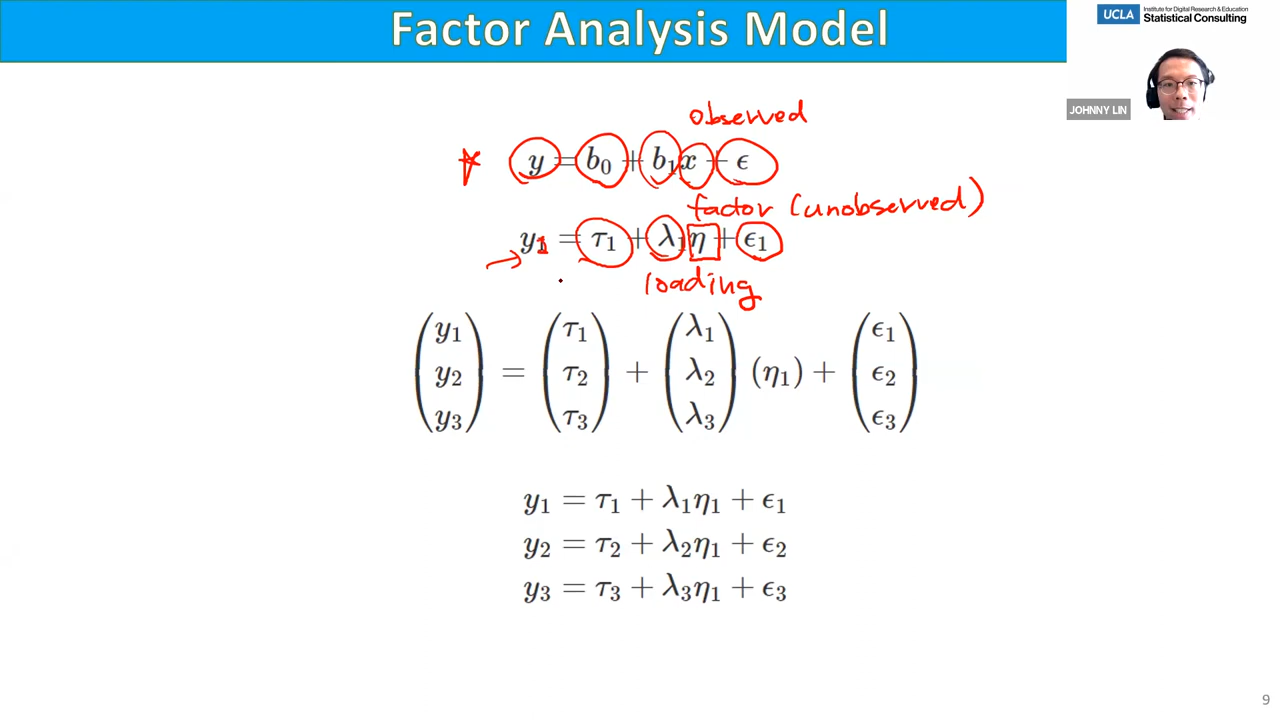 Factor Analysis Model
UCLA Institute for Digital Research & Education
Statistical Consulting
JOHNNY LIN
observed
y = b₀ + b₁x + ϵ
factor (unobserved)
y₁ = τ₁ + λ₁η + ϵ₁
loading
(y₁ y₂ y₃) = (τ₁ τ₂ τ₃) + (λ₁ λ₂ λ₃) (η₁) + (ϵ₁ ϵ₂ ϵ₃)
y₁ = τ₁ + λ₁η₁ + ϵ₁
y₂ = τ₂ + λ₂η₁ + ϵ₂
y₃ = τ₃ + λ₃η₁ + ϵ₃
9